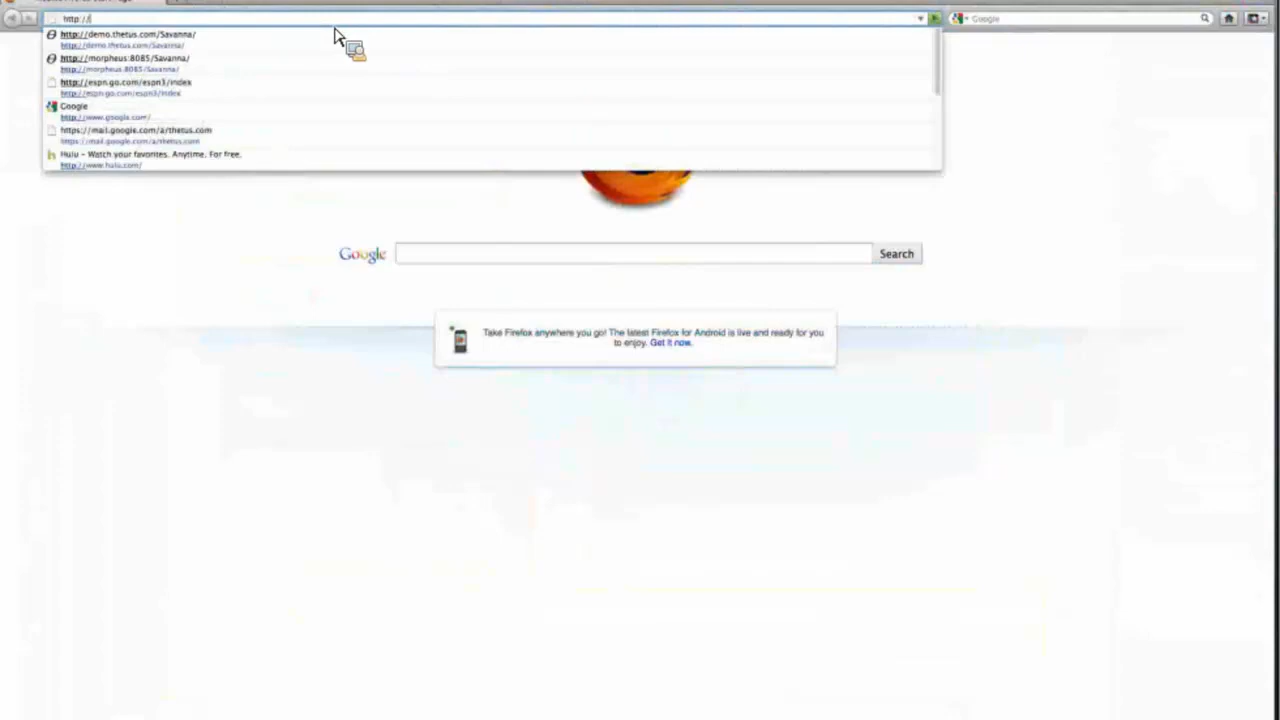 http://
Google
http://demo.thetus.com/Savanna/
http://demo.thetus.com/Savanna/
http://morpheus:8085/Savanna/
http://morpheus:8085/Savanna/
http://espn.go.com/espn3/index
http://espn.go.com/espn3/index
Google
http://www.google.com/
https://mail.google.com/a/thetus.com
https://mail.google.com/a/thetus.com
Hulu - Watch your favorites. Anytime. For free.
http://www.hulu.com/
Google
Search
Take Firefox anywhere you go! The latest Firefox for Android is live and ready for you
to enjoy. Get it now.